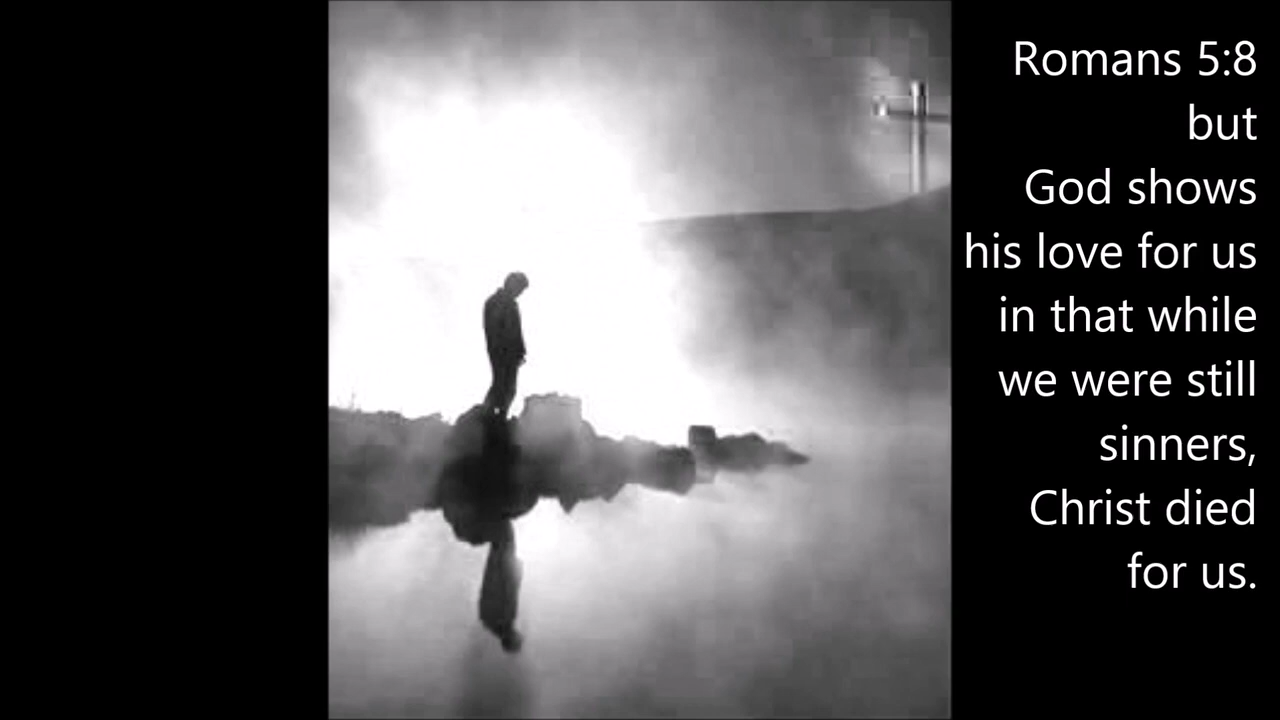 Romans 5:8
but
God shows
his love for us
in that while
we were still
sinners,
Christ died
for us.